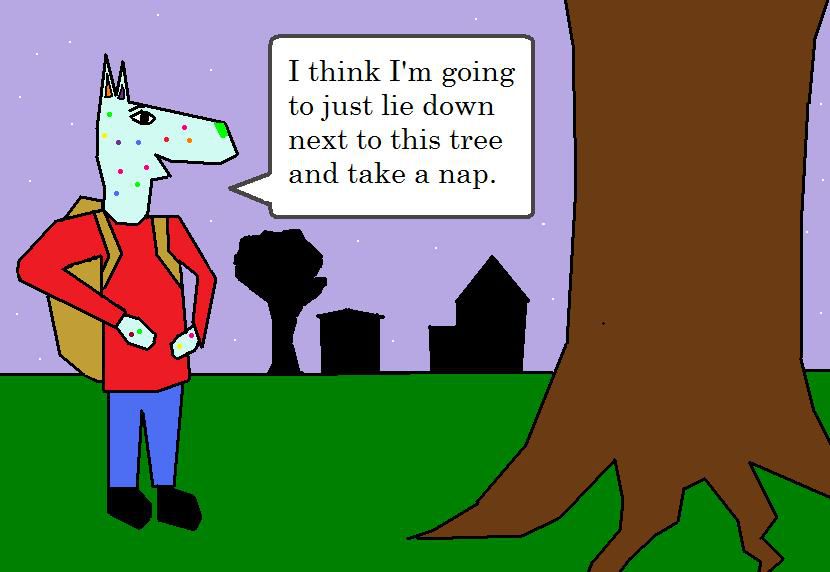 I think I'm going
to just lie down
next to this tree
and take a nap.